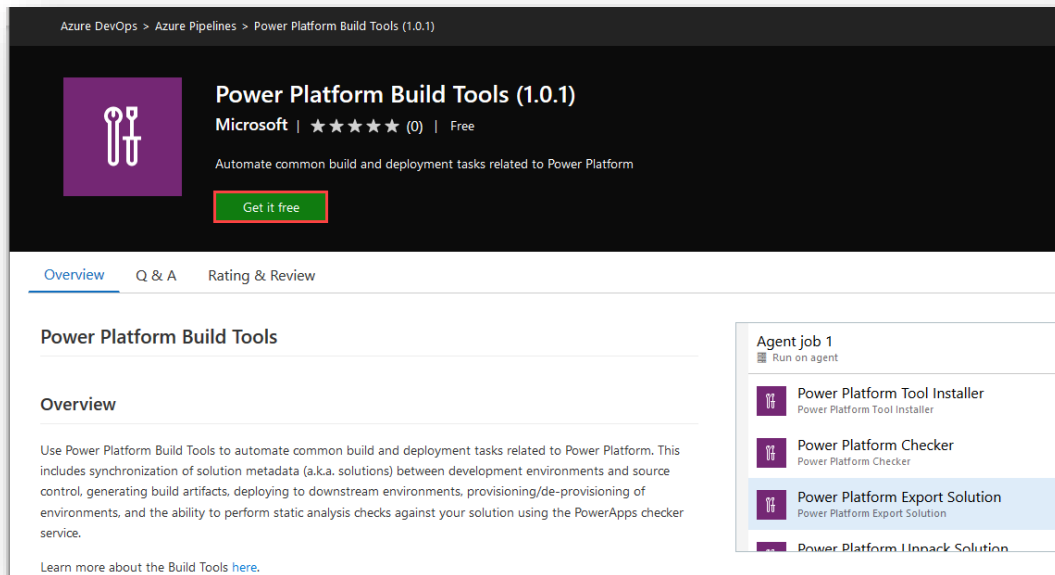 Azure DevOps > Azure Pipelines > Power Platform Build Tools (1.0.1)
Power Platform Build Tools (1.0.1)
Microsoft | ★★★★★ (0) | Free
Automate common build and deployment tasks related to Power Platform
Get it free
Overview Q & A Rating & Review
Power Platform Build Tools
Overview
Use Power Platform Build Tools to automate common build and deployment tasks related to Power Platform. This
includes synchronization of solution metadata (a.k.a. solutions) between development environments and source
control, generating build artifacts, deploying to downstream environments, provisioning/de-provisioning of
environments, and the ability to perform static analysis checks against your solution using the PowerApps checker
service.
Learn more about the Build Tools here.
Agent job 1
Run on agent
Power Platform Tool Installer
Power Platform Tool Installer
Power Platform Checker
Power Platform Checker
Power Platform Export Solution
Power Platform Export Solution
Power Platform Unpack Solution